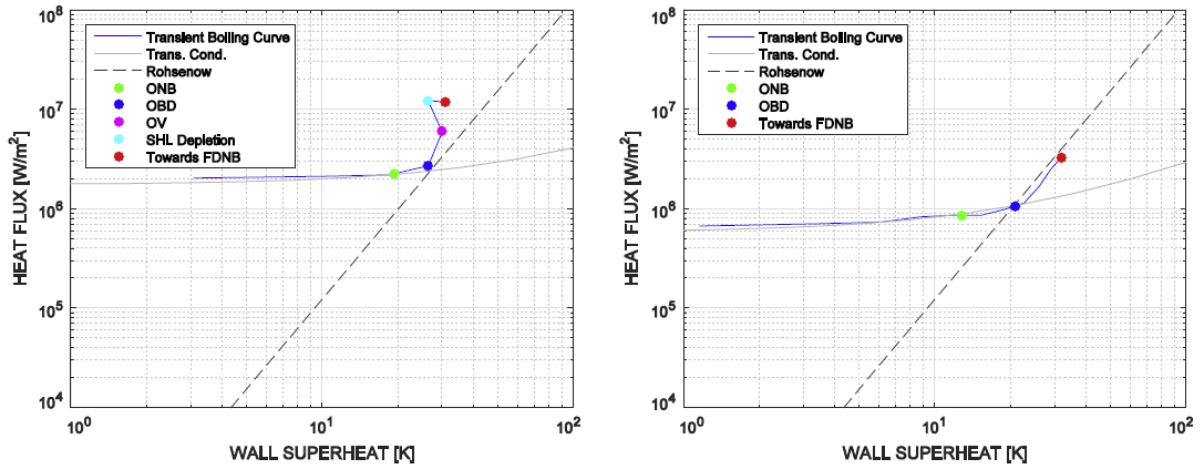 10^8
10^7
10^6
10^5
10^4
HEAT FLUX [W/m^2]
Transient Boiling Curve
Trans. Cond.
Rohsenow
ONB
OBD
OV
SHL Depletion
Towards FDNB
10^0
10^1
10^2
WALL SUPERHEAT [K]
10^8
10^7
10^6
10^5
10^4
HEAT FLUX [W/m^2]
Transient Boiling Curve
Trans. Cond.
Rohsenow
ONB
OBD
Towards FDNB
10^0
10^1
10^2
WALL SUPERHEAT [K]